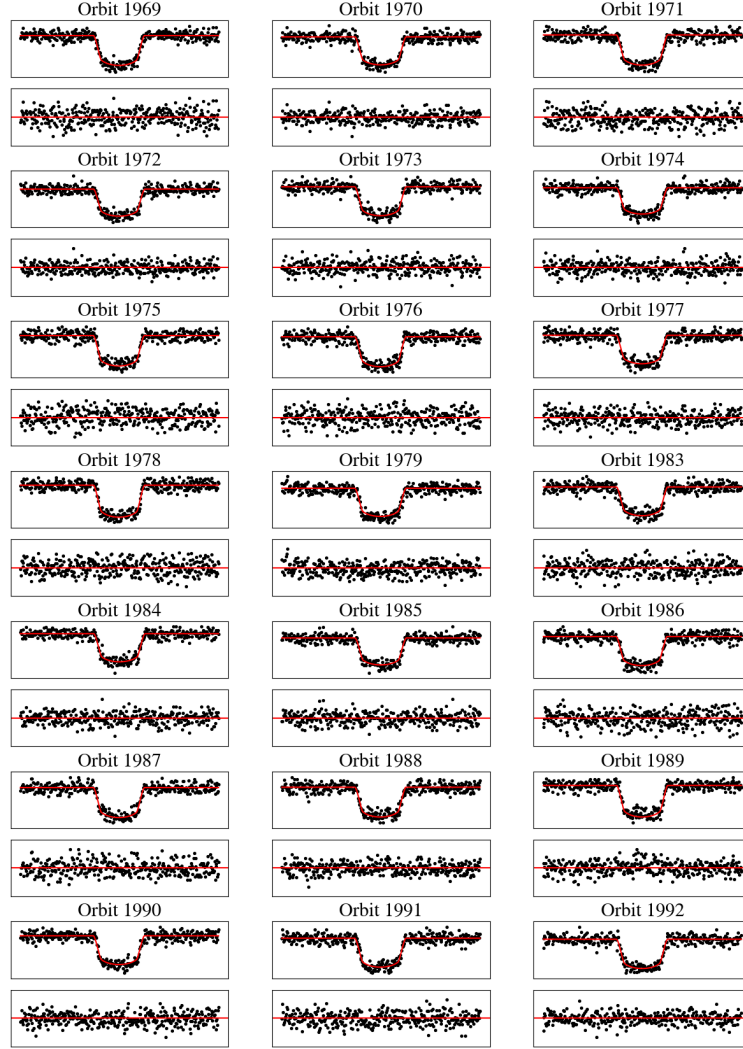 Orbit 1969 Orbit 1970 Orbit 1971
Orbit 1972 Orbit 1973 Orbit 1974
Orbit 1975 Orbit 1976 Orbit 1977
Orbit 1978 Orbit 1979 Orbit 1983
Orbit 1984 Orbit 1985 Orbit 1986
Orbit 1987 Orbit 1988 Orbit 1989
Orbit 1990 Orbit 1991 Orbit 1992